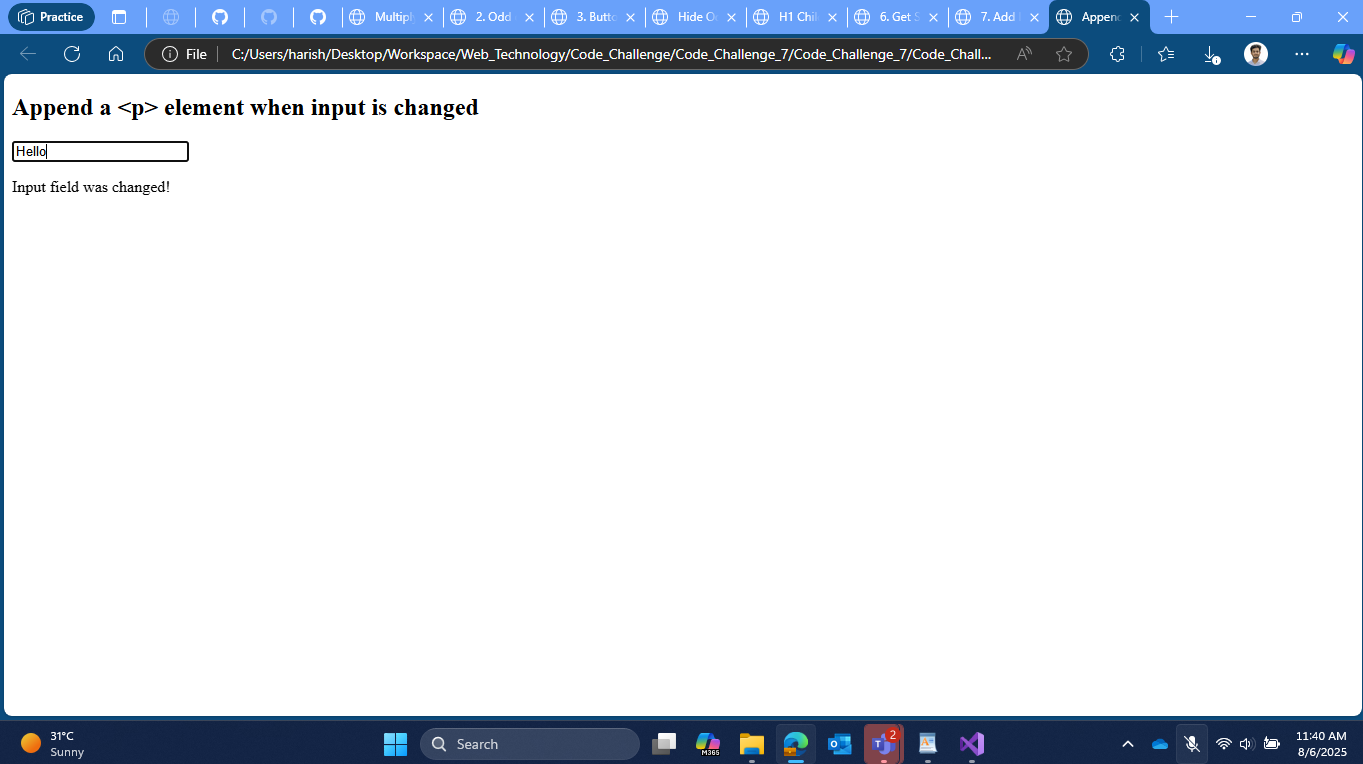 Practice
Multipl
2. Odd
3. Butto
Hide O
H1 Chil
6. Get S
7. Add
Appen
File
C:/Users/harish/Desktop/Workspace/Web_Technology/Code_Challenge/Code_Challenge_7/Code_Challenge_7/Code_Chall...
Append a <p> element when input is changed
Hello
Input field was changed!
31°C
Sunny
Search
M365
2
11:40 AM
8/6/2025